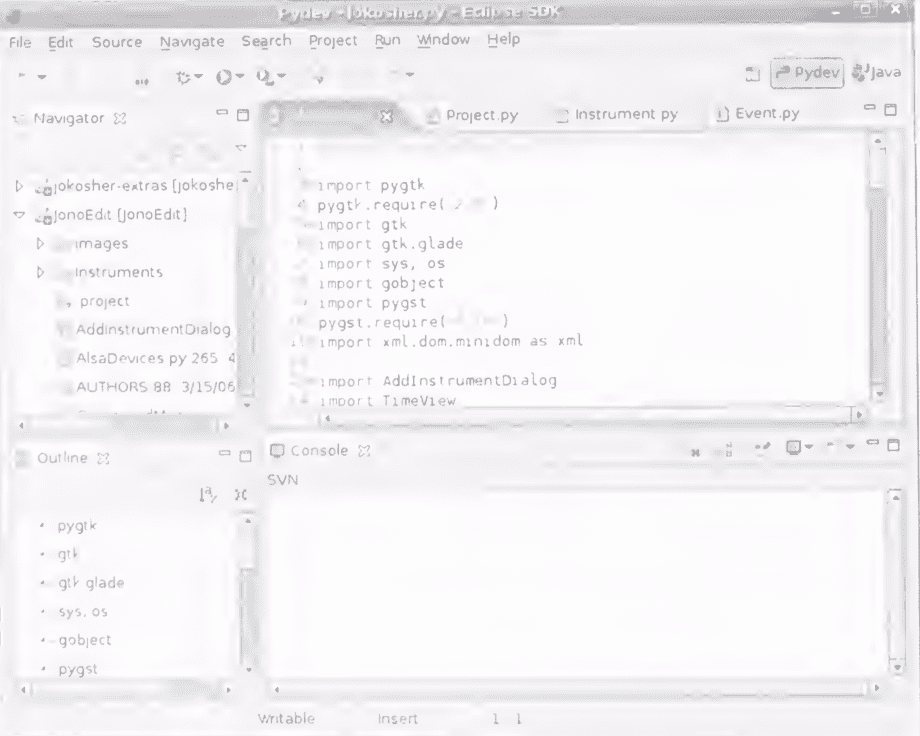 Pydev - Jokosher.py - Eclipse SDK
File Edit Source Navigate Search Project Run Window Help
Pydev Java
Navigator
Project.py Instrument py Event.py
jokosher-extras [jokoshe
JonoEdit [JonoEdit]
images
Instruments
project
AddInstrumentDialog
AlsaDevices py 265 4
AUTHORS 88 3/15/06
import pygtk
pygtk.require( )
import gtk
import gtk.glade
import sys, os
import gobject
import pygst
pygst.require( )
import xml.dom.minidom as xml
import AddInstrumentDialog
import TimeView
Outline
pygtk
gtk
gtk glade
sys, os
gobject
pygst
Console
SVN
Writable Insert 1 1